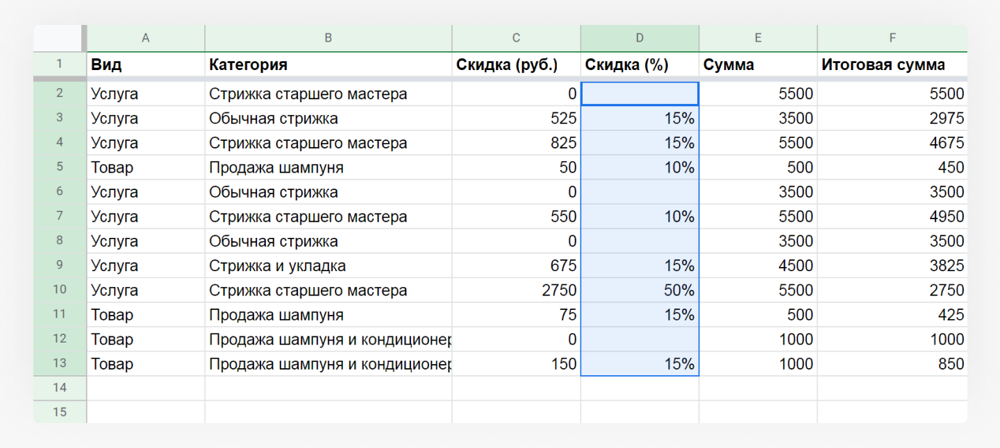 A B C D E F
1 Вид Категория Скидка (руб.) Скидка (%) Сумма Итоговая сумма
2 Услуга Стрижка старшего мастера 0 5500 5500
3 Услуга Обычная стрижка 525 15% 3500 2975
4 Услуга Стрижка старшего мастера 825 15% 5500 4675
5 Товар Продажа шампуня 50 10% 500 450
6 Услуга Обычная стрижка 0 3500 3500
7 Услуга Стрижка старшего мастера 550 10% 5500 4950
8 Услуга Обычная стрижка 0 3500 3500
9 Услуга Стрижка и укладка 675 15% 4500 3825
10 Услуга Стрижка старшего мастера 2750 50% 5500 2750
11 Товар Продажа шампуня 75 15% 500 425
12 Товар Продажа шампуня и кондиционер 0 1000 1000
13 Товар Продажа шампуня и кондиционер 150 15% 1000 850
14
15